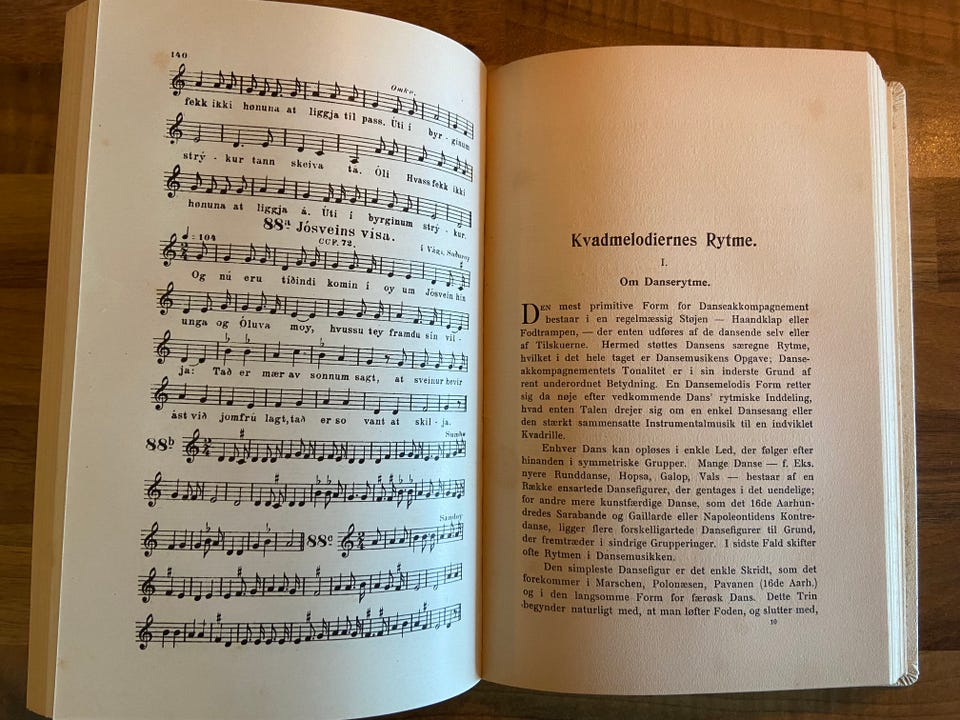 140
Omkv.
fekk ikki hønuna at liggja til pass. Úti í byr - ginum
strý - kur tann skeiva ta. Óli Hvass fekk ikki
hønuna at liggja á. Úti í byrginum strý - kur.
88a Jósveins vísa.
CCF. 72.
♩ = 104
í Vági, Suðuroy
Og nú eru tíðindi komin í oy um Jósvein hin
unga og Óluva moy, hvussu tey framdu sín vil -
ja: Tað er mær av sonnum sagt, at sveinur hevir
ást við jomfrú lagt, tað er so vant at skil - ja.
88b
Sumbø
88c
Sandoy
Kvadmelodiernes Rytme.
I.
Om Danserytme.
DEN mest primitive Form for Danseakkompagnement
bestaar i en regelmæssig Støjen — Haandklap eller
Fodtrampen, — der enten udføres af de dansende selv eller
af Tilskuerne. Hermed støttes Dansens særegne Rytme,
hvilket i det hele taget er Dansemusikens Opgave; Danse-
akkompagnementets Tonalitet er i sin inderste Grund af
rent underordnet Betydning. En Dansemelodis Form retter
sig da nøje efter vedkommende Dans' rytmiske Inddeling,
hvad enten Talen drejer sig om en enkel Dansesang eller
den stærkt sammensatte Instrumentalmusik til en indviklet
Kvadrille.
Enhver Dans kan opløses i enkle Led, der følger efter
hinanden i symmetriske Grupper. Mange Danse — f. Eks.
nyere Runddanse, Hopsa, Galop, Vals — bestaar af en
Række ensartede Dansefigurer, der gentages i det uendelige;
for andre mere kunstfærdige Danse, som det 16de Aarhun-
dredes Sarabande og Gaillarde eller Napoleontidens Kontre-
danse, ligger flere forskelligartede Dansefigurer til Grund,
der fremtræder i sindrige Grupperinger. I sidste Fald skifter
ofte Rytmen i Dansemusikken.
Den simpleste Dansefigur er det enkle Skridt, som det
forekommer i Marschen, Polonæsen, Pavanen (16de Aarh.)
og i den langsomme Form for færøsk Dans. Dette Trin
begynder naturligt med, at man løfter Foden, og slutter med,
10